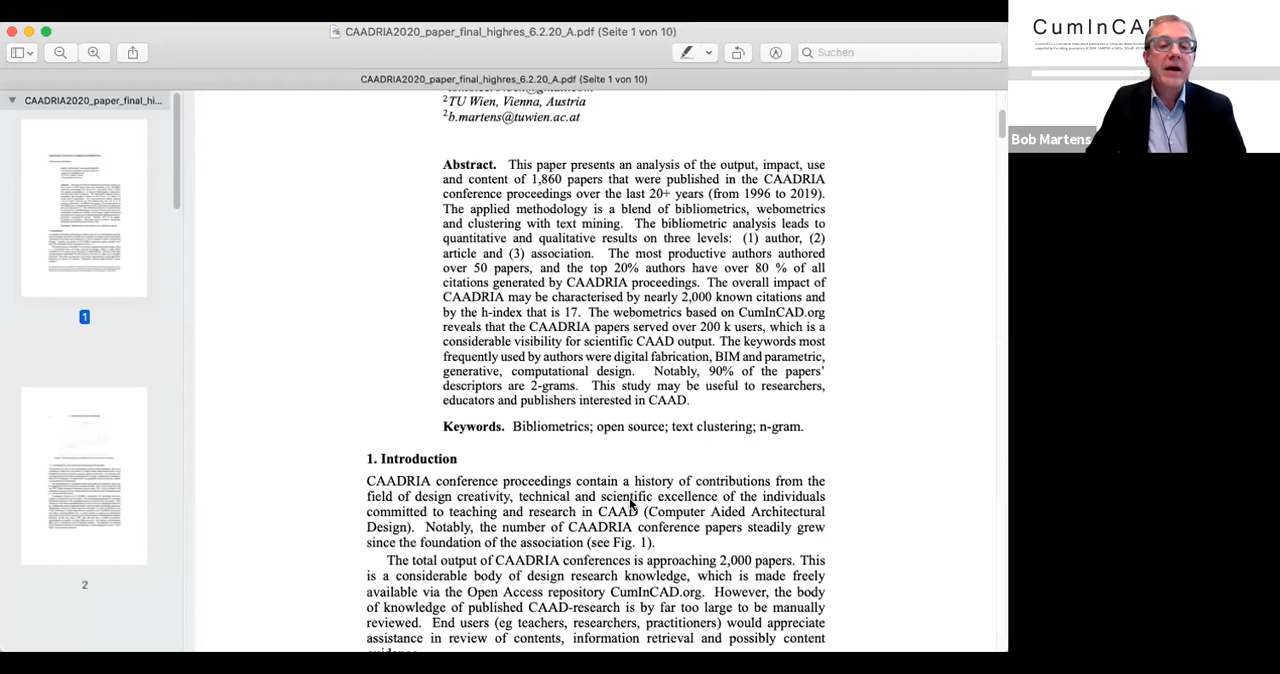 CAADRIA2020_paper_final_highres_6.2.20_A.pdf (Seite 1 von 10)
Suchen
CAADRIA2020_paper_final_highres_6.2.20_A.pdf (Seite 1 von 10)
CAADRIA2020_paper_final_hi...
1
2
2TU Wien, Vienna, Austria
2b.martens@tuwien.ac.at
Abstract. This paper presents an analysis of the output, impact, use
and content of 1,860 papers that were published in the CAADRIA
conference proceedings over the last 20+ years (from 1996 to 2019).
The applied methodology is a blend of bibliometrics, webometrics
and clustering with text mining. The bibliometric analysis leads to
quantitative and qualitative results on three levels: (1) author, (2)
article and (3) association. The most productive authors authored
over 50 papers, and the top 20% authors have over 80 % of all
citations generated by CAADRIA proceedings. The overall impact of
CAADRIA may be characterised by nearly 2,000 known citations and
by the h-index that is 17. The webometrics based on CumInCAD.org
reveals that the CAADRIA papers served over 200 k users, which is a
considerable visibility for scientific CAAD output. The keywords most
frequently used by authors were digital fabrication, BIM and parametric,
generative, computational design. Notably, 90% of the papers'
descriptors are 2-grams. This study may be useful to researchers,
educators and publishers interested in CAAD.
Keywords. Bibliometrics; open source; text clustering; n-gram.
1. Introduction
CAADRIA conference proceedings contain a history of contributions from the
field of design creativity, technical and scientific excellence of the individuals
committed to teaching and research in CAAD (Computer Aided Architectural
Design). Notably, the number of CAADRIA conference papers steadily grew
since the foundation of the association (see Fig. 1).
The total output of CAADRIA conferences is approaching 2,000 papers. This
is a considerable body of design research knowledge, which is made freely
available via the Open Access repository CumInCAD.org. However, the body
of knowledge of published CAAD-research is by far too large to be manually
reviewed. End users (eg teachers, researchers, practitioners) would appreciate
assistance in review of contents, information retrieval and possibly content
CumInCAD
Bob Martens